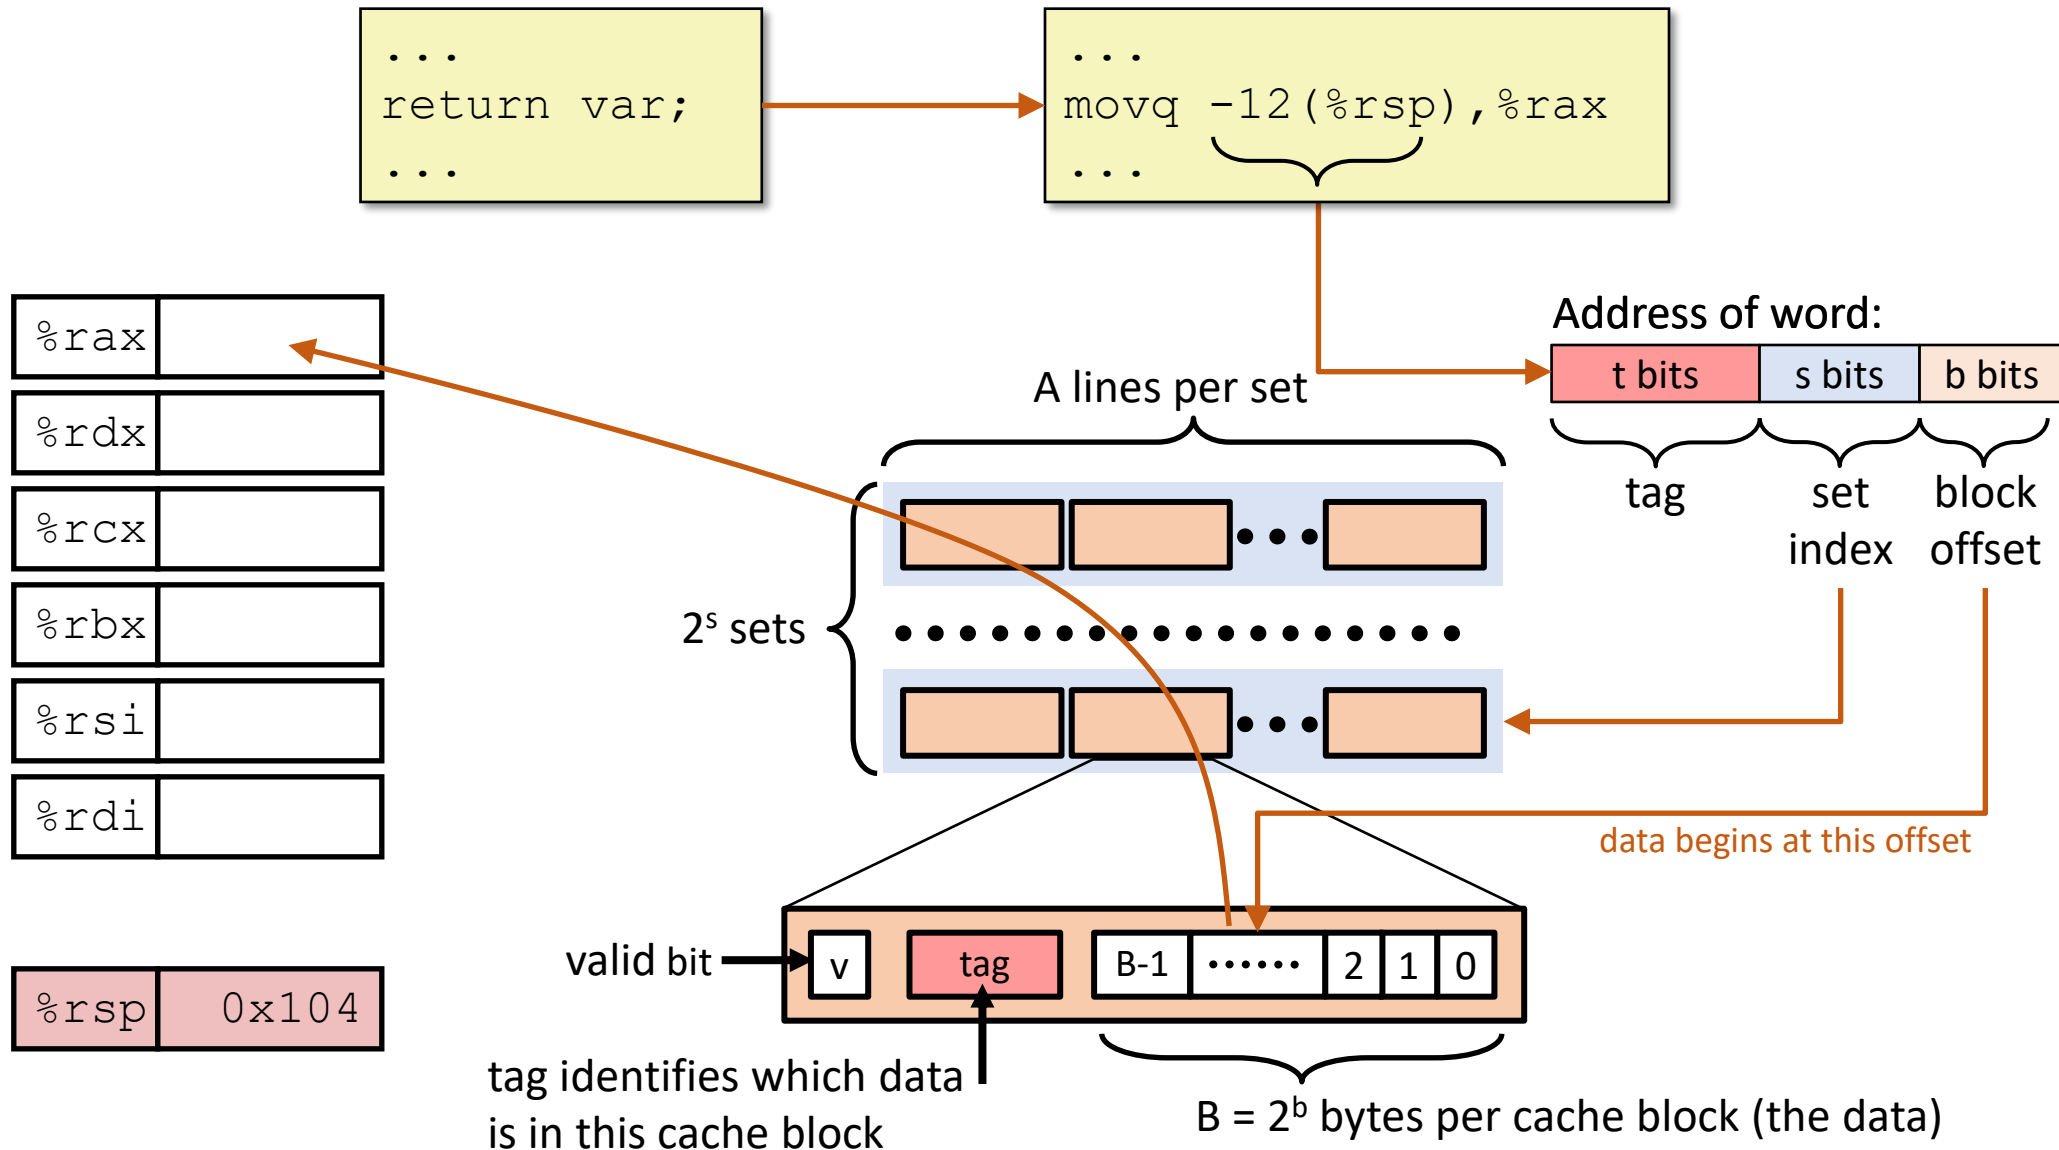 ...
return var;
...
...
movq -12(%rsp),%rax
...
%rax
%rdx
%rcx
%rbx
%rsi
%rdi
%rsp 0x104
Address of word:
t bits s bits b bits
tag
set
index
block
offset
A lines per set
2ˢ sets
data begins at this offset
valid bit
v tag B-1 ...... 2 1 0
tag identifies which data
is in this cache block
B = 2ᵇ bytes per cache block (the data)